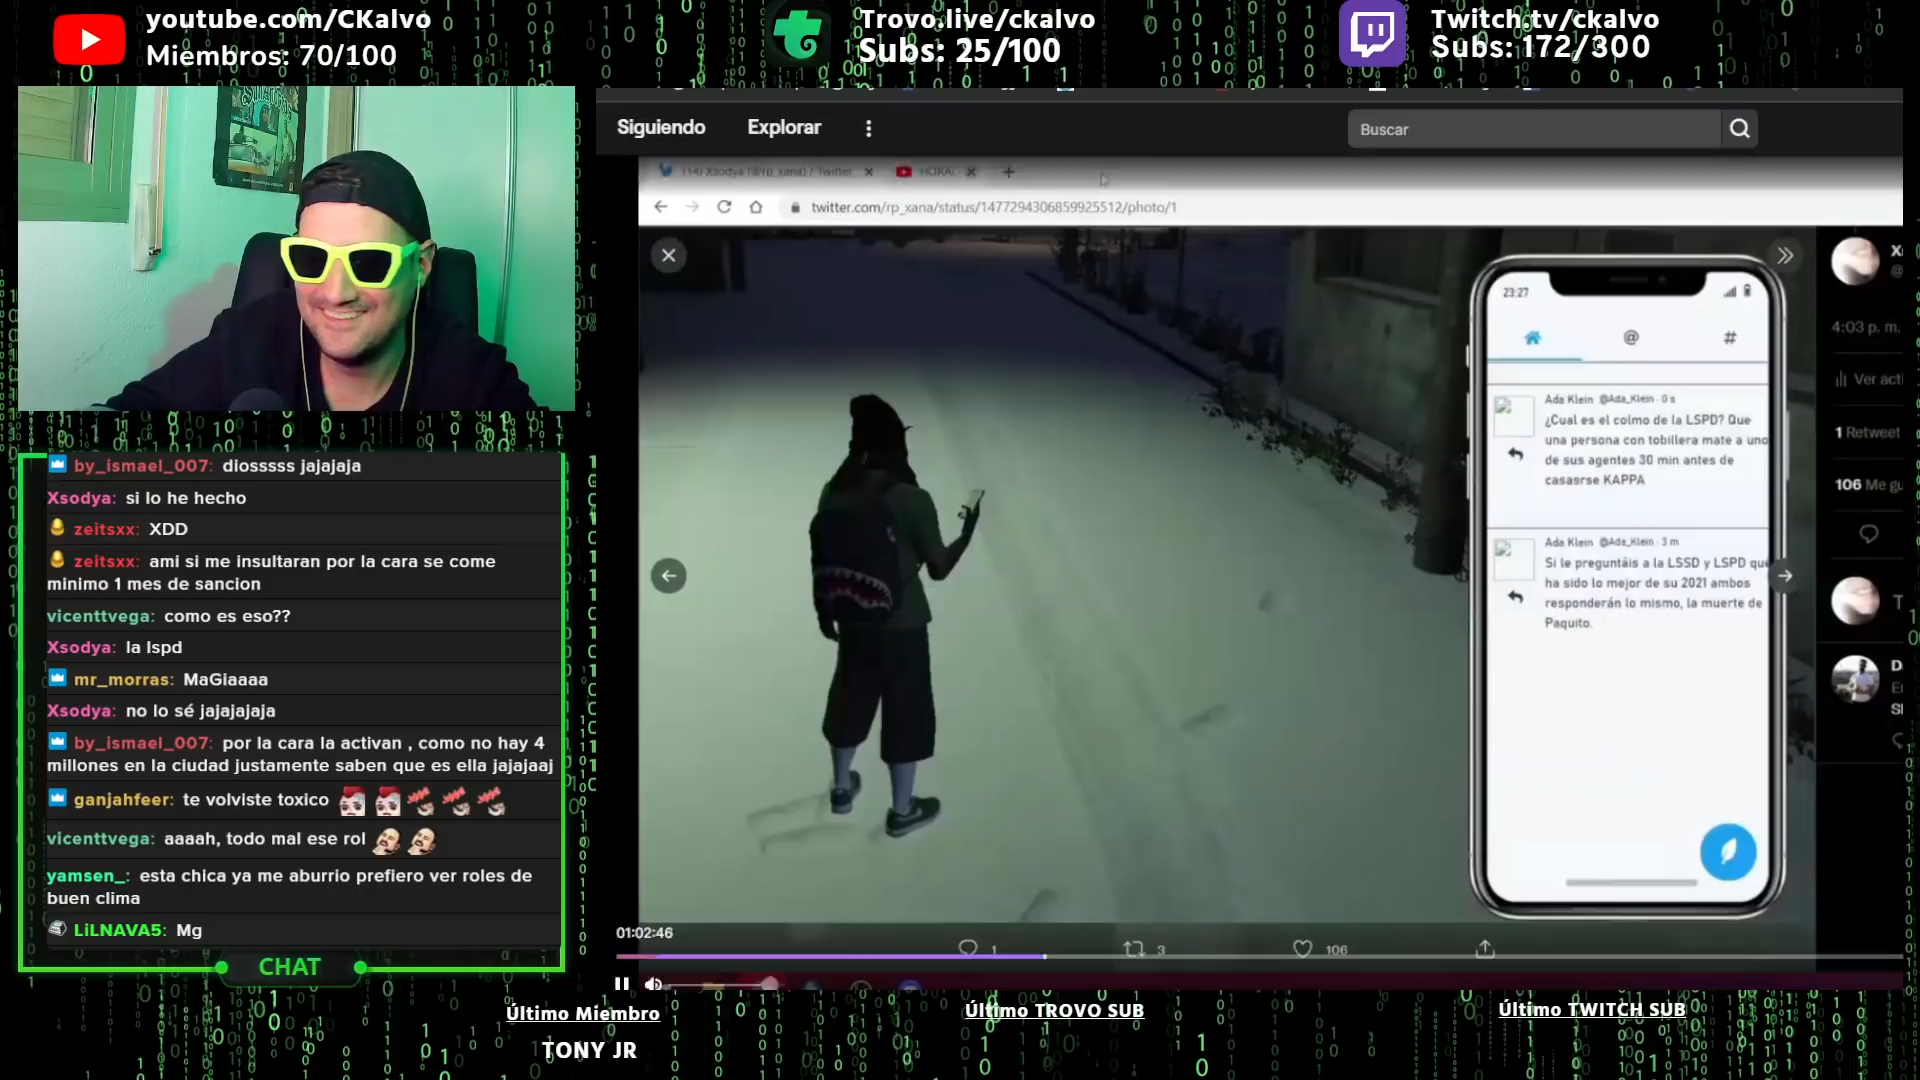 youtube.com/CKalvo
Miembros: 70/100
Trovo.live/ckalvo
Subs: 25/100
Twitch.tv/ckalvo
Subs: 172/300
Siguiendo
Explorar
Buscar
twitter.com/rp_xana/status/1477294306859925512/photo/1
23:27
@
#
Ada Klein @Ada_Klein · 0 s
¿Cual es el colmo de la LSPD? Que
una persona con tobillera mate a uno
de sus agentes 30 min antes de
casasrse KAPPA
Ada Klein @Ada_Klein · 3 m
Si le preguntáis a la LSSD y LSPD que
ha sido lo mejor de su 2021 ambos
responderán lo mismo, la muerte de
Paquito.
4:03 p. m.
Ver acti
1 Retweet
106 Me gu
by_ismael_007: diosssss jajajaja
Xsodya: si lo he hecho
zeitsxx: XDD
zeitsxx: ami si me insultaran por la cara se come
minimo 1 mes de sancion
vicenttvega: como es eso??
Xsodya: la lspd
mr_morras: MaGiaaaa
Xsodya: no lo sé jajajajaja
by_ismael_007: por la cara la activan , como no hay 4
millones en la ciudad justamente saben que es ella jajajaaj
ganjahfeer: te volviste toxico
vicenttvega: aaaah, todo mal ese rol
yamsen_: esta chica ya me aburrio prefiero ver roles de
buen clima
LiLNAVA5: Mg
CHAT
01:02:46
1
3
106
Último Miembro
TONY JR
Último TROVO SUB
Último TWITCH SUB